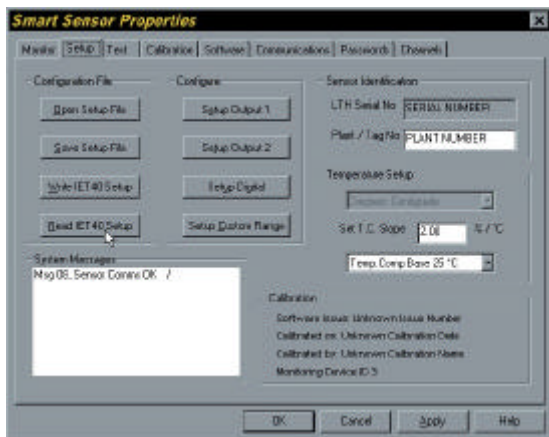 Smart Sensor Properties
Monitor Setup Test Calibration Software Communications Passwords Channels
Configuration File
Open Setup File
Save Setup File
Write IET40 Setup
Read IET40 Setup
Configure
Setup Output 1
Setup Output 2
Setup Digital
Setup Custom Range
Sensor Identification
LTH Serial No SERIAL NUMBER
Plant / Tag No PLANT NUMBER
Temperature Setup
Degrees Centigrade
Set T.C. Slope 2.00 % / °C
Temp. Comp Base 25 °C
System Messages
Msg 08. Sensor Comms OK /
Calibration
Software Issue: Unknown Issue Number
Calibrated on: Unknown Calibration Date
Calibrated by: Unknown Calibration Name
Monitoring Device ID 3
OK Cancel Apply Help